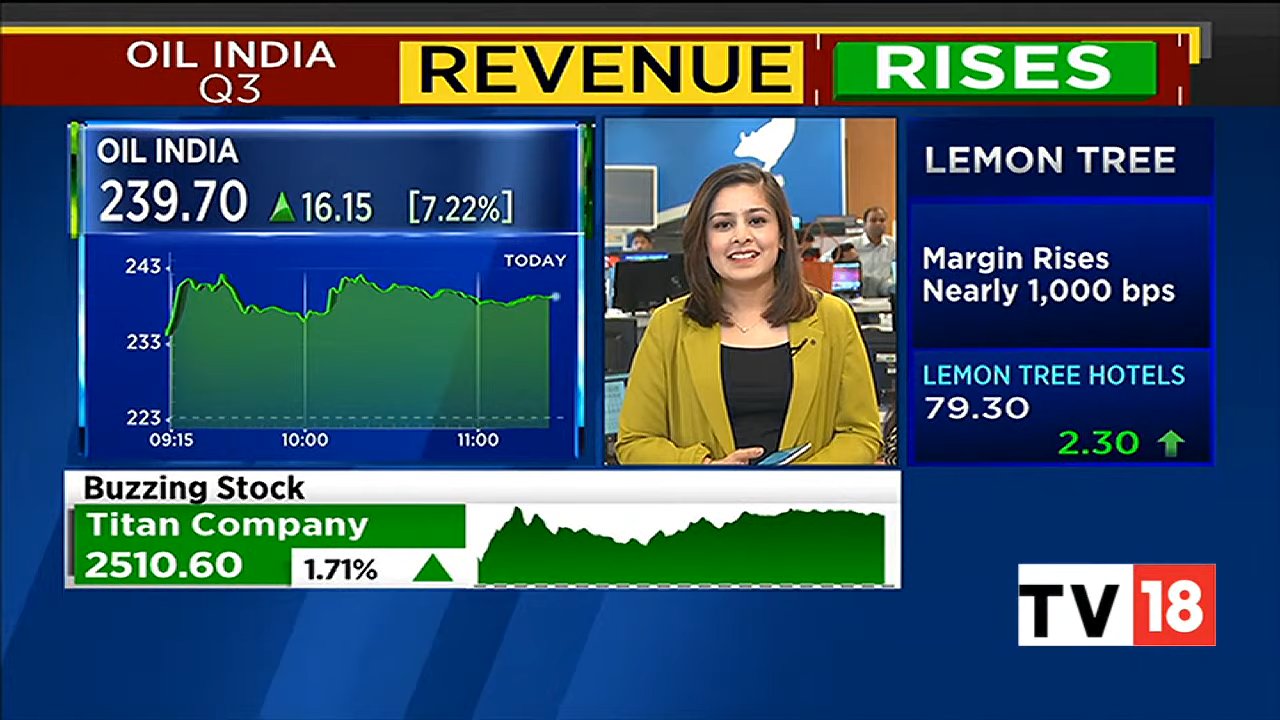 OIL INDIA
Q3
REVENUE
RISES
OIL INDIA
239.70 ▲ 16.15 [7.22%]
TODAY
243
233
223
09:15 10:00 11:00
LEMON TREE
Margin Rises
Nearly 1,000 bps
LEMON TREE HOTELS
79.30
2.30
Buzzing Stock
Titan Company
2510.60 1.71%
TV18